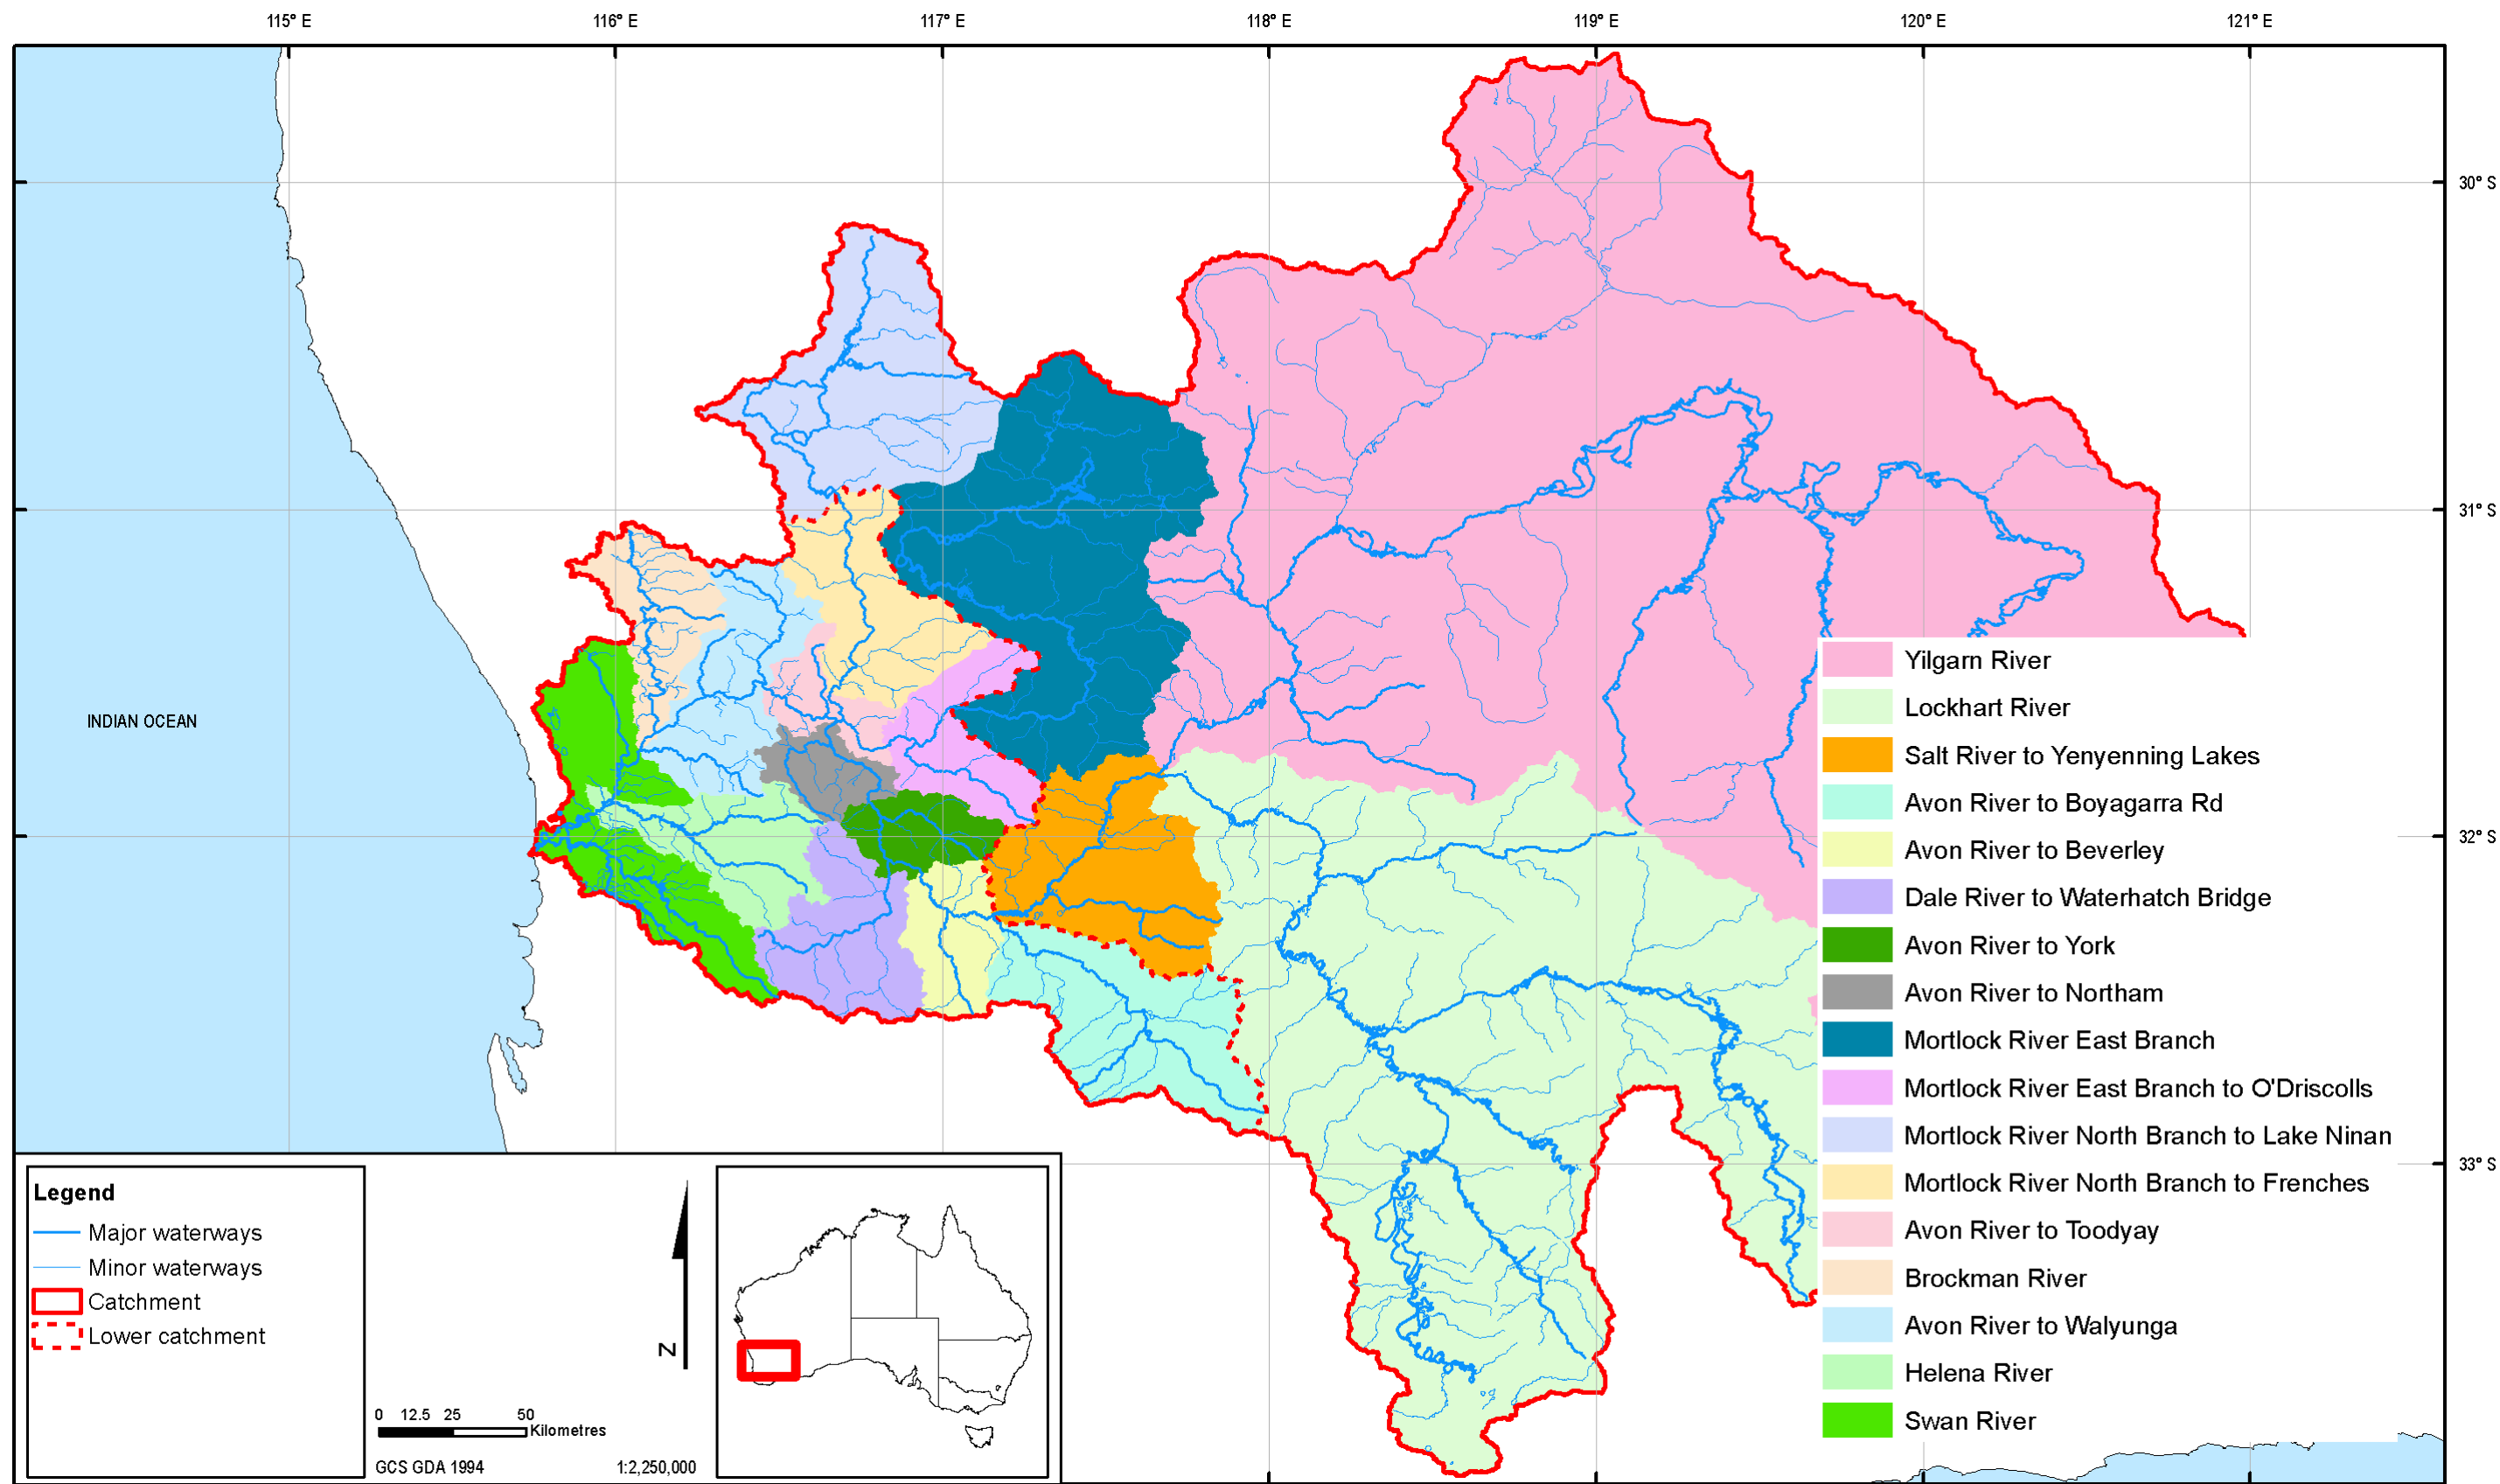 115° E
116° E
117° E
118° E
119° E
120° E
121° E
30° S
31° S
INDIAN OCEAN
32° S
33° S
Yilgarn River
Lockhart River
Salt River to Yenyenning Lakes
Avon River to Boyagarra Rd
Avon River to Beverley
Dale River to Waterhatch Bridge
Avon River to York
Avon River to Northam
Mortlock River East Branch
Mortlock River East Branch to O'Driscolls
Mortlock River North Branch to Lake Ninan
Mortlock River North Branch to Frenches
Avon River to Toodyay
Brockman River
Avon River to Walyunga
Helena River
Swan River
Legend
Major waterways
Minor waterways
Catchment
Lower catchment
N
0 12.5 25 50
Kilometres
GCS GDA 1994
1:2,250,000